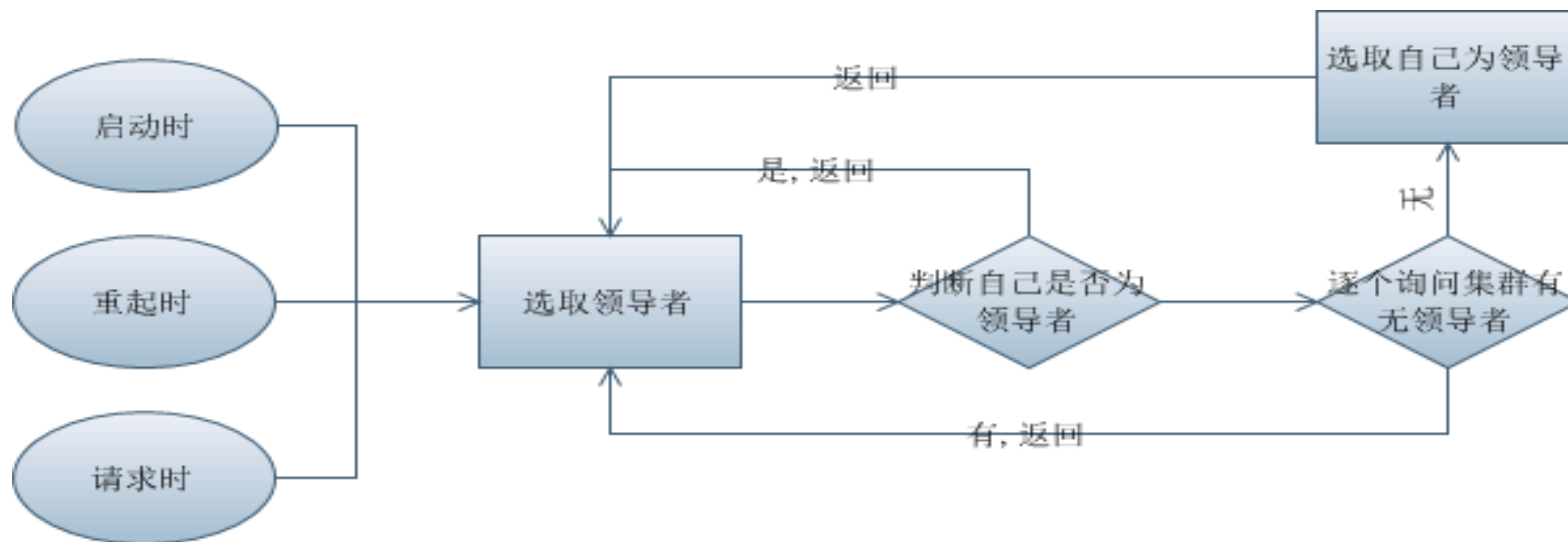 选取自己为领导
者
返回
启动时
是, 返回
无
重起时
选取领导者
判断自己是否为
领导者
逐个询问集群有
无领导者
有, 返回
请求时